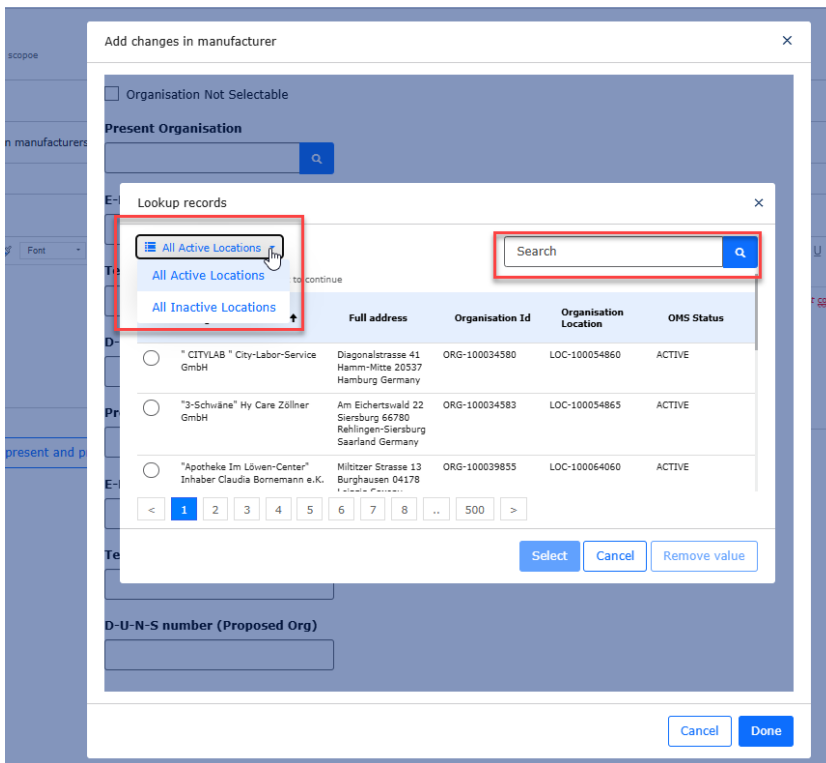 Add changes in manufacturer
scopoe
Organisation Not Selectable
Present Organisation
n manufacturers
Lookup records
All Active Locations
Search
Font
U
All Active Locations
to continue
All Inactive Locations
Full address
Organisation Id
Organisation
Location
OMS Status
" CITYLAB " City-Labor-Service
GmbH
Diagonalstrasse 41
Hamm-Mitte 20537
Hamburg Germany
ORG-100034580
LOC-100054860
ACTIVE
"3-Schwäne" Hy Care Zöllner
GmbH
Am Eichertswald 22
Siersburg 66780
Rehlingen-Siersburg
Saarland Germany
ORG-100034583
LOC-100054865
ACTIVE
present and p
"Apotheke Im Löwen-Center"
Inhaber Claudia Bornemann e.K.
Miltitzer Strasse 13
Burghausen 04178
ORG-100039855
LOC-100064060
ACTIVE
< 1 2 3 4 5 6 7 8 .. 500 >
Select Cancel Remove value
D-U-N-S number (Proposed Org)
Cancel Done